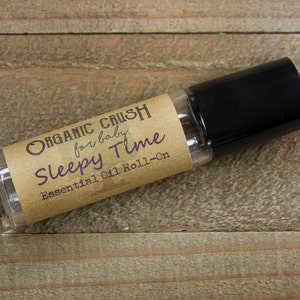 ORGANIC CRUSH
for baby
Sleepy Time
Essential Oil Roll-On